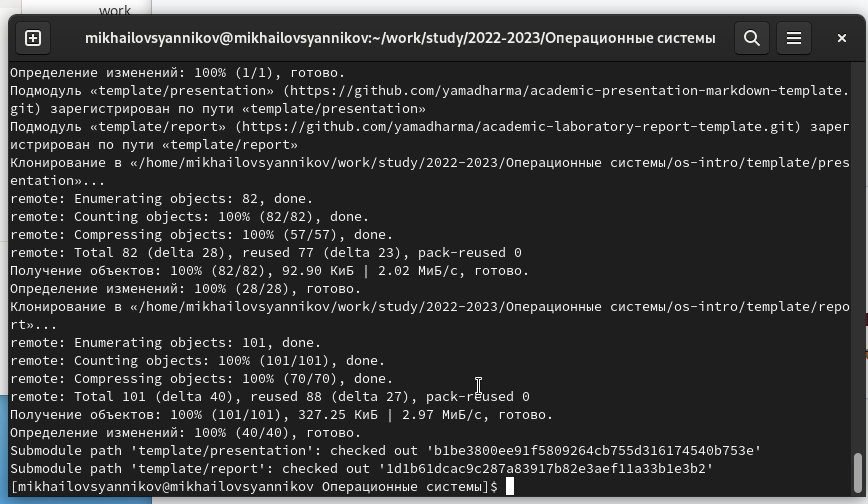 work
mikhailovsyannikov@mikhailovsyannikov:~/work/study/2022-2023/Операционные системы
Определение изменений: 100% (1/1), готово.
Подмодуль «template/presentation» (https://github.com/yamadharma/academic-presentation-markdown-template.
git) зарегистрирован по пути «template/presentation»
Подмодуль «template/report» (https://github.com/yamadharma/academic-laboratory-report-template.git) зарег
истрирован по пути «template/report»
Клонирование в «/home/mikhailovsyannikov/work/study/2022-2023/Операционные системы/os-intro/template/pres
entation»...
remote: Enumerating objects: 82, done.
remote: Counting objects: 100% (82/82), done.
remote: Compressing objects: 100% (57/57), done.
remote: Total 82 (delta 28), reused 77 (delta 23), pack-reused 0
Получение объектов: 100% (82/82), 92.90 КиБ | 2.02 МиБ/с, готово.
Определение изменений: 100% (28/28), готово.
Клонирование в «/home/mikhailovsyannikov/work/study/2022-2023/Операционные системы/os-intro/template/repo
rt»...
remote: Enumerating objects: 101, done.
remote: Counting objects: 100% (101/101), done.
remote: Compressing objects: 100% (70/70), done.
remote: Total 101 (delta 40), reused 88 (delta 27), pack-reused 0
Получение объектов: 100% (101/101), 327.25 КиБ | 2.97 МиБ/с, готово.
Определение изменений: 100% (40/40), готово.
Submodule path 'template/presentation': checked out 'b1be3800ee91f5809264cb755d316174540b753e'
Submodule path 'template/report': checked out '1d1b61dcac9c287a83917b82e3aef11a33b1e3b2'
[mikhailovsyannikov@mikhailovsyannikov Операционные системы]$